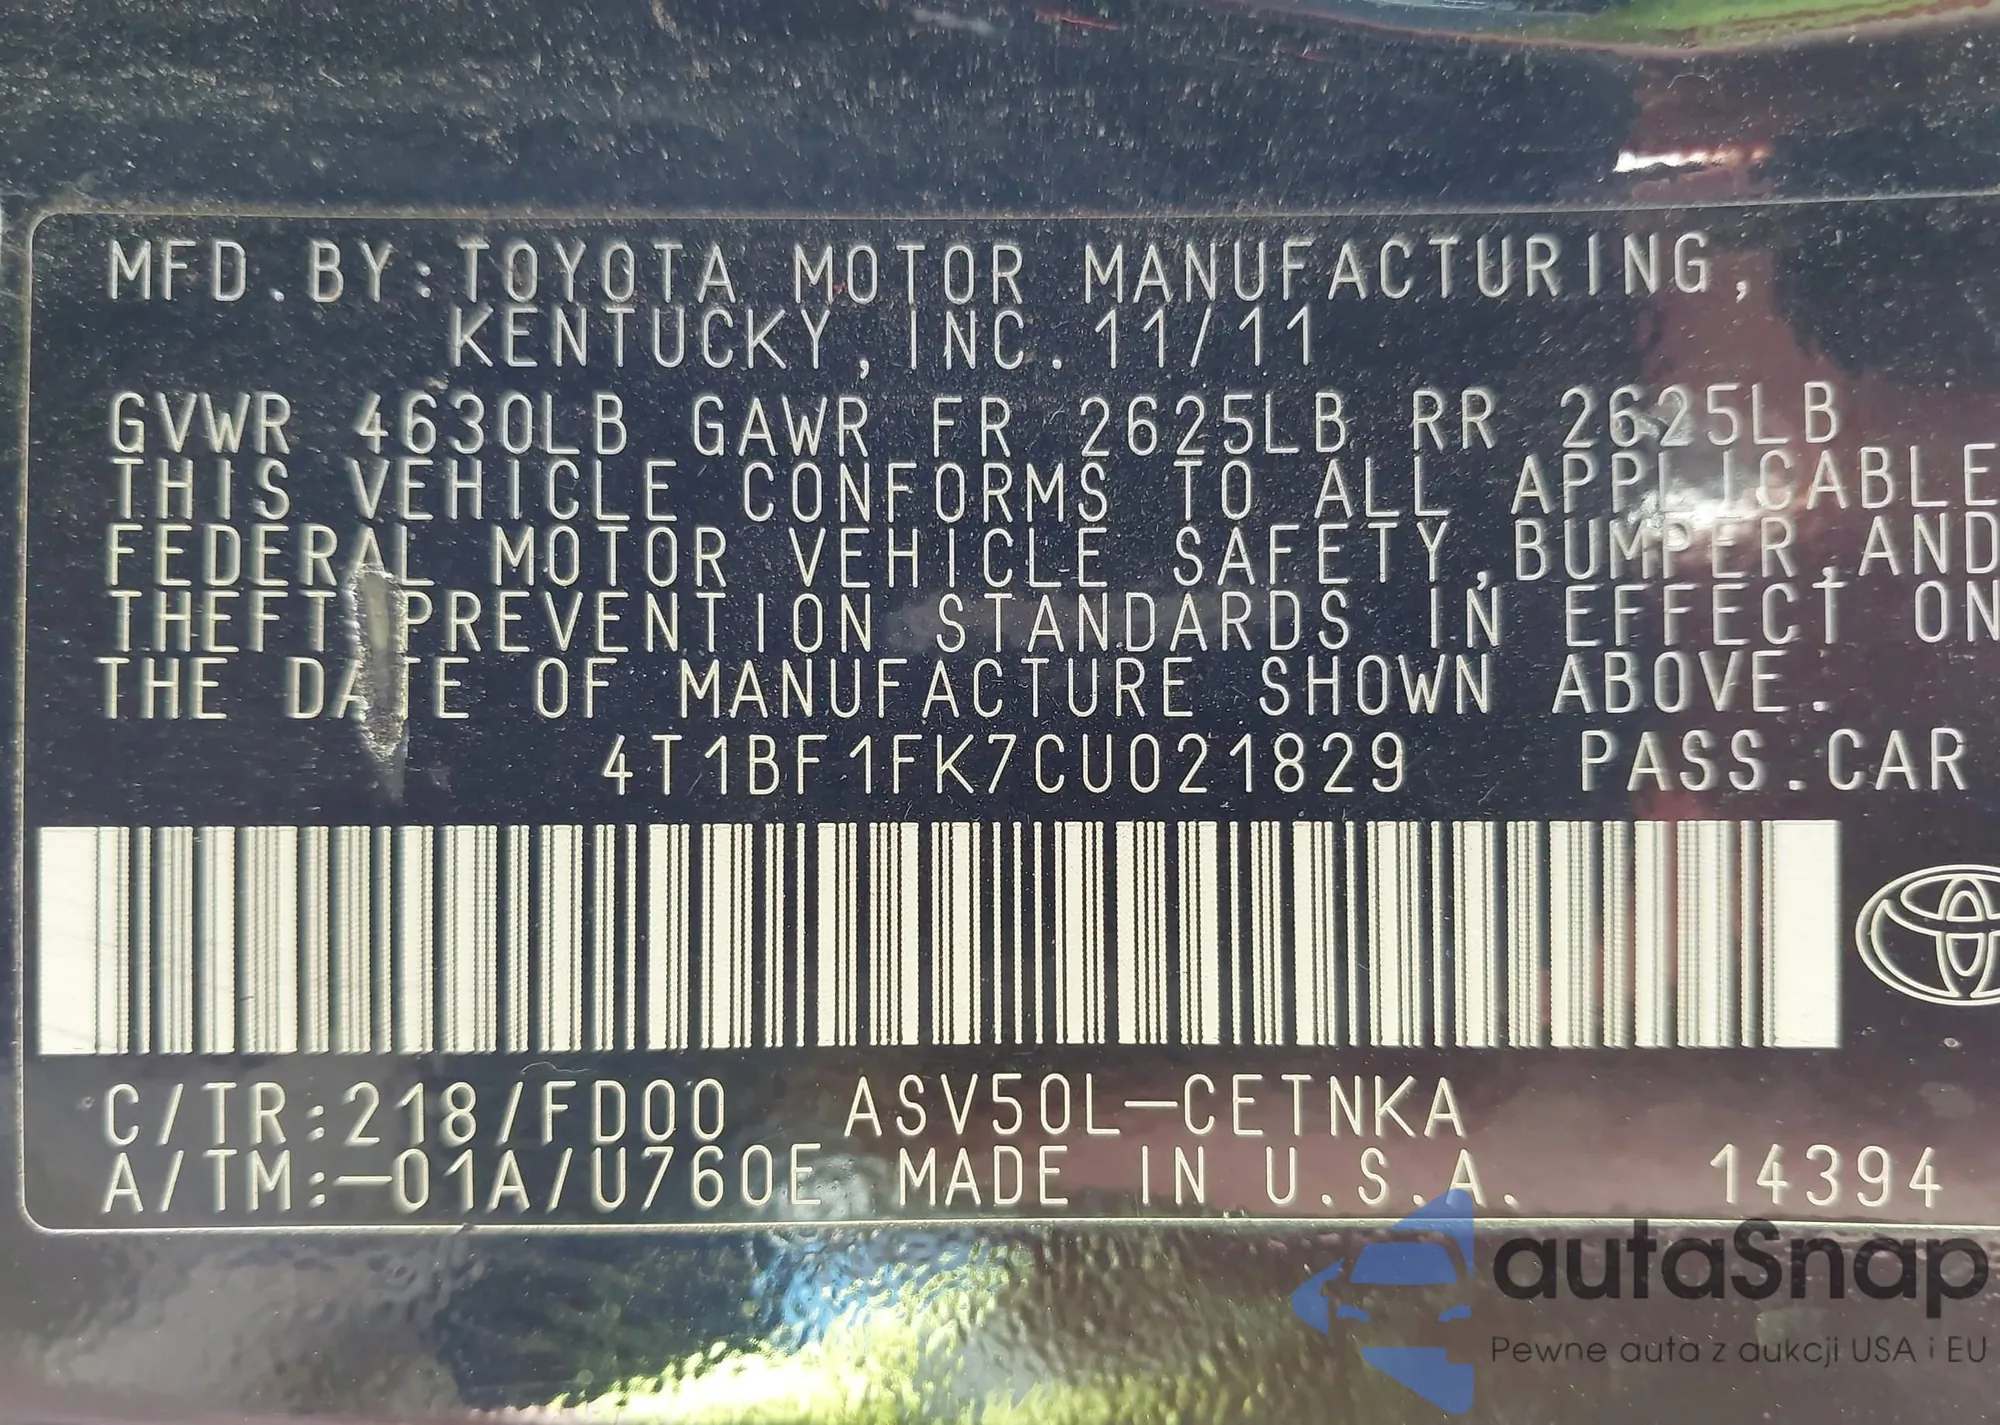 MFD.BY:TOYOTA MOTOR MANUFACTURING,
KENTUCKY,INC.11/11
GVWR 4630LB GAWR FR 2625LB RR 2625LB
THIS VEHICLE CONFORMS TO ALL APPLICABLE
FEDERAL MOTOR VEHICLE SAFETY,BUMPER,AND
THEFT PREVENTION STANDARDS IN EFFECT ON
THE DATE OF MANUFACTURE SHOWN ABOVE.
4T1BF1FK7CU021829 PASS.CAR
C/TR:218/FD00 ASV50L-CETNKA
A/TM:-01A/U760E MADE IN U.S.A. 14394
autaSnap
Pewne auta z aukcji USA i EU